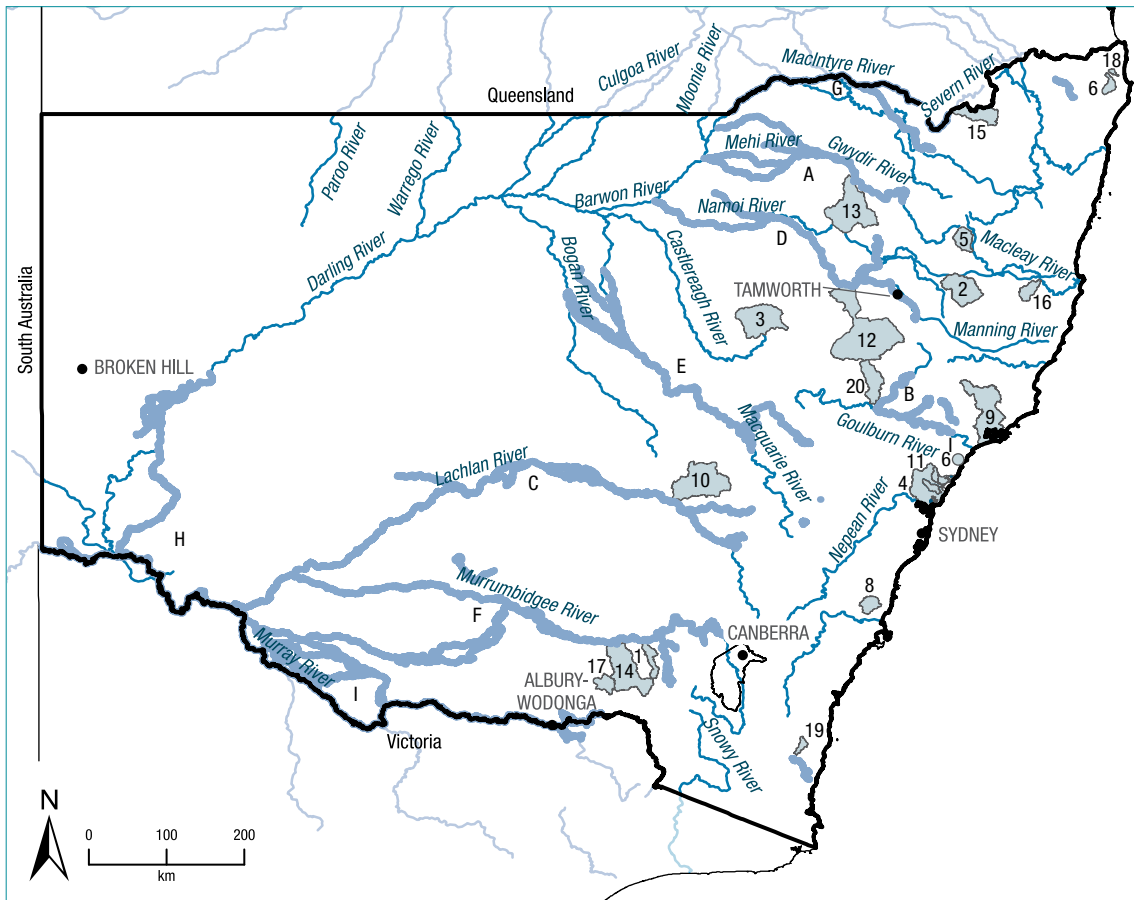 18
MacIntyre River
Culgoa River
Moonie River
Severn River
6
G
Queensland
15
Paroo River
Warrego River
Mehi River
Gwydir River
A
Barwon River
Namoi River
13
D
5
Macleay River
Darling River
Bogan River
Castlereagh River
South Australia
TAMWORTH
2
16
3
Manning River
12
BROKEN HILL
E
20
B
Macquarie River
Goulburn River
9
I
6
Lachlan River
C
10
11
4
Nepean River
H
SYDNEY
Murrumbidgee River
8
F
CANBERRA
Murray River
17
14
1
ALBURY-
WODONGA
I
Victoria
Snowy River
19
N
0
100
200
km